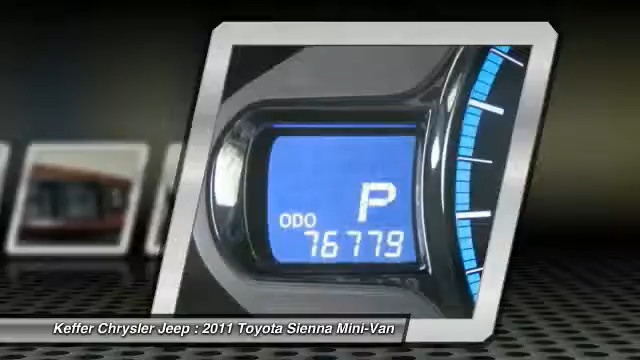 P
ODO
76779
Keffer Chrysler Jeep : 2011 Toyota Sienna Mini-Van